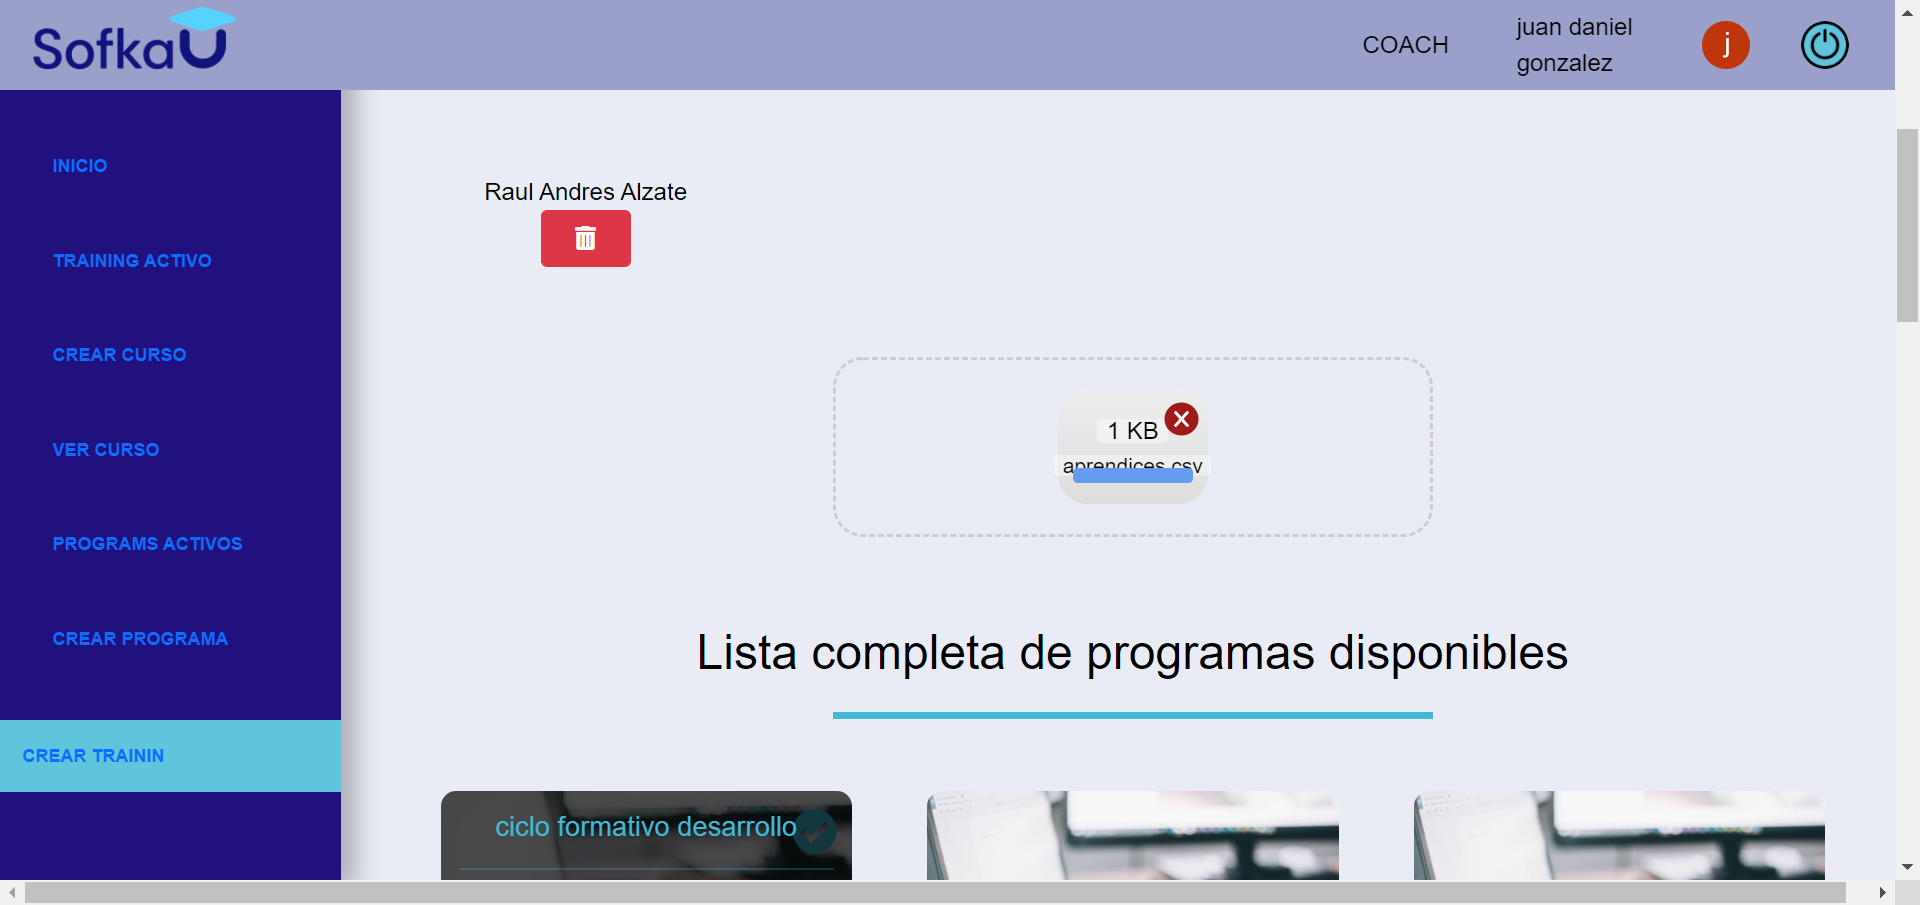 SofkaU
COACH
juan daniel
gonzalez
j
INICIO
TRAINING ACTIVO
CREAR CURSO
VER CURSO
PROGRAMS ACTIVOS
CREAR PROGRAMA
CREAR TRAININ
Raul Andres Alzate
1 KB
aprendices.csv
Lista completa de programas disponibles
ciclo formativo desarrollo